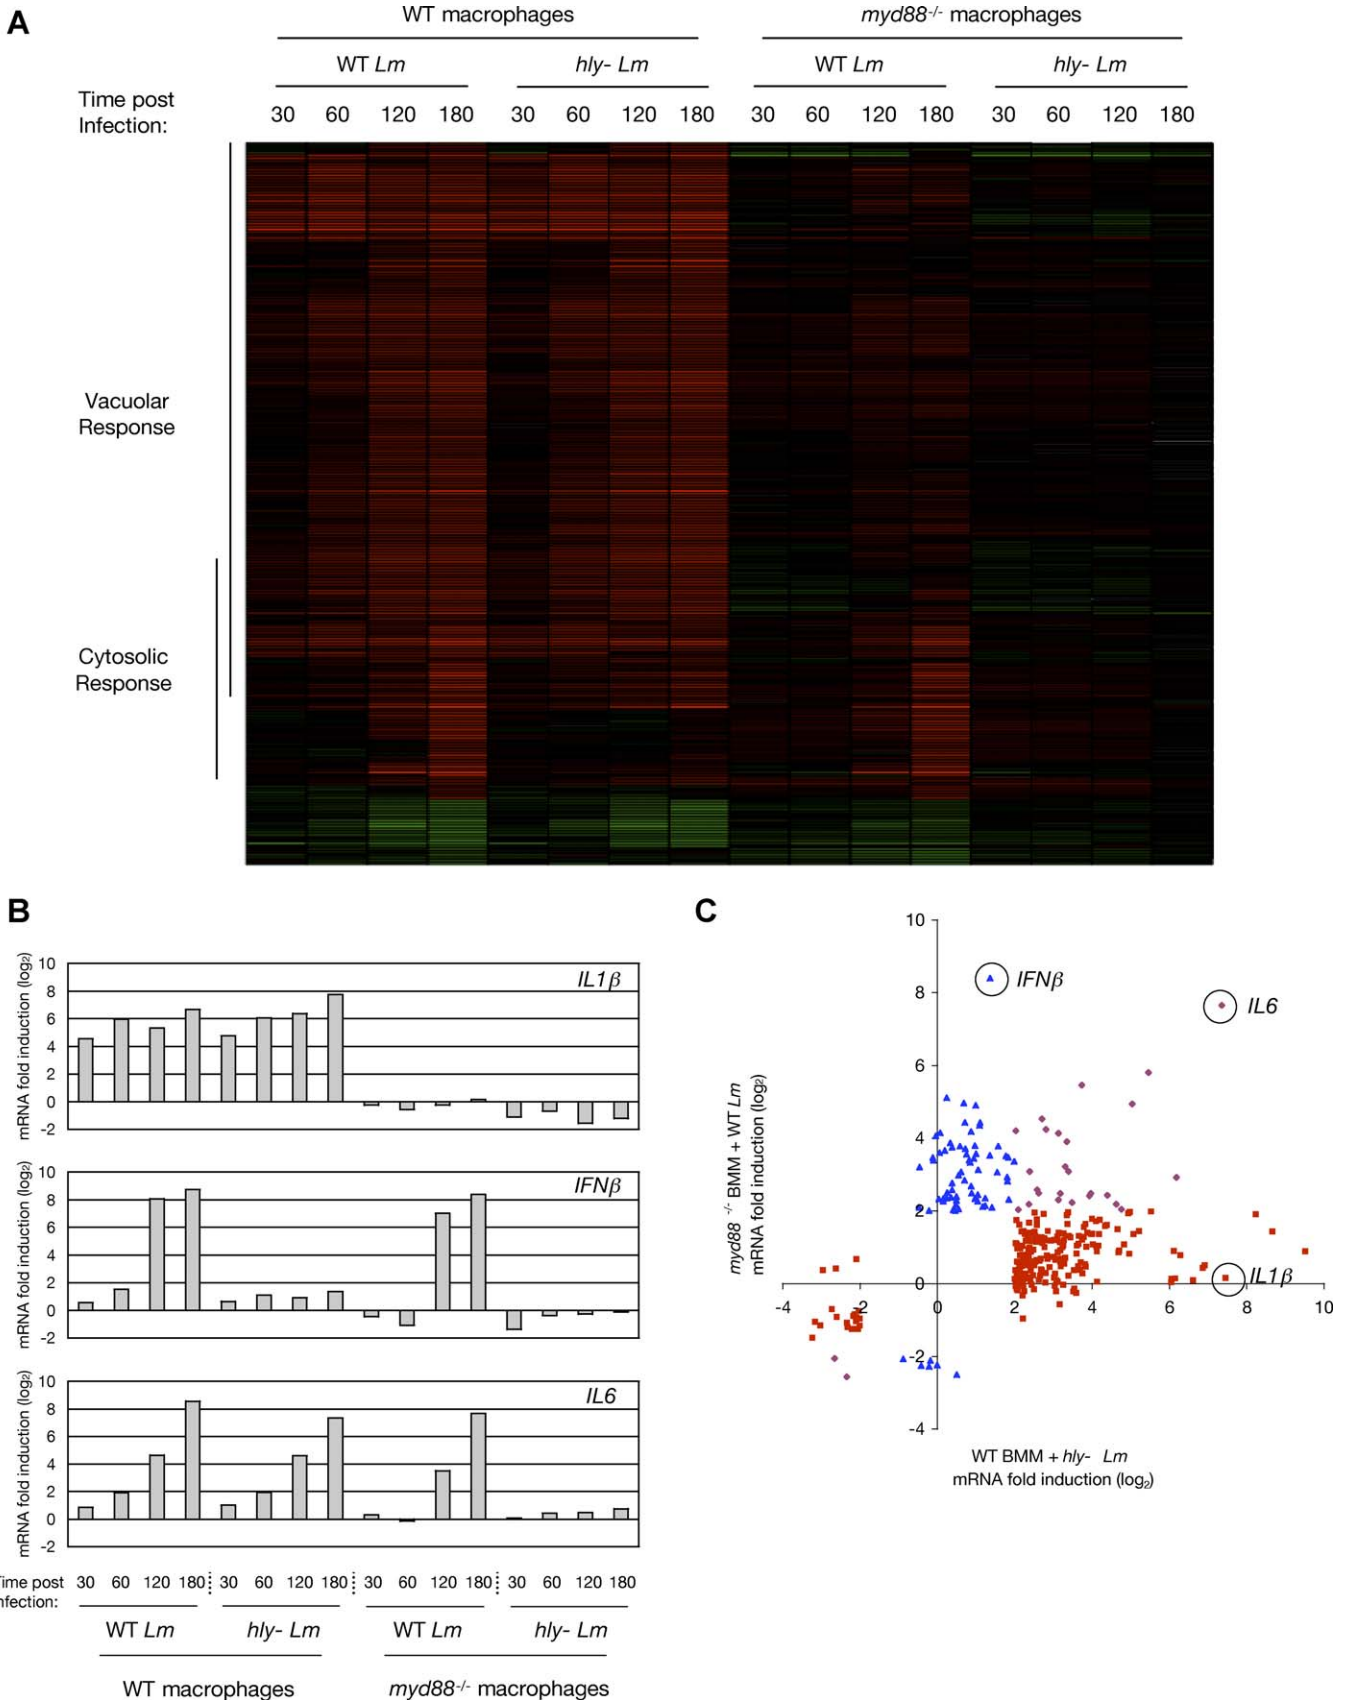 A
WT macrophages
myd88-/- macrophages
WT Lm
hly- Lm
WT Lm
hly- Lm
Time post
Infection:
30 60 120 180 30 60 120 180 30 60 120 180 30 60 120 180
Vacuolar
Response
Cytosolic
Response
B
mRNA fold induction (log2)
10
8
6
4
2
0
-2
IL1β
mRNA fold induction (log2)
10
8
6
4
2
0
-2
IFNβ
mRNA fold induction (log2)
10
8
6
4
2
0
-2
IL6
Time post
Infection:
30 60 120 180 30 60 120 180 30 60 120 180 30 60 120 180
WT Lm
hly- Lm
WT Lm
hly- Lm
WT macrophages
myd88-/- macrophages
C
myd88 -/- BMM + WT Lm
mRNA fold induction (log2)
10
8
6
4
2
0
-2
-4
-4 -2 0 2 4 6 8 10
IFNβ
IL6
IL1β
WT BMM + hly- Lm
mRNA fold induction (log2)